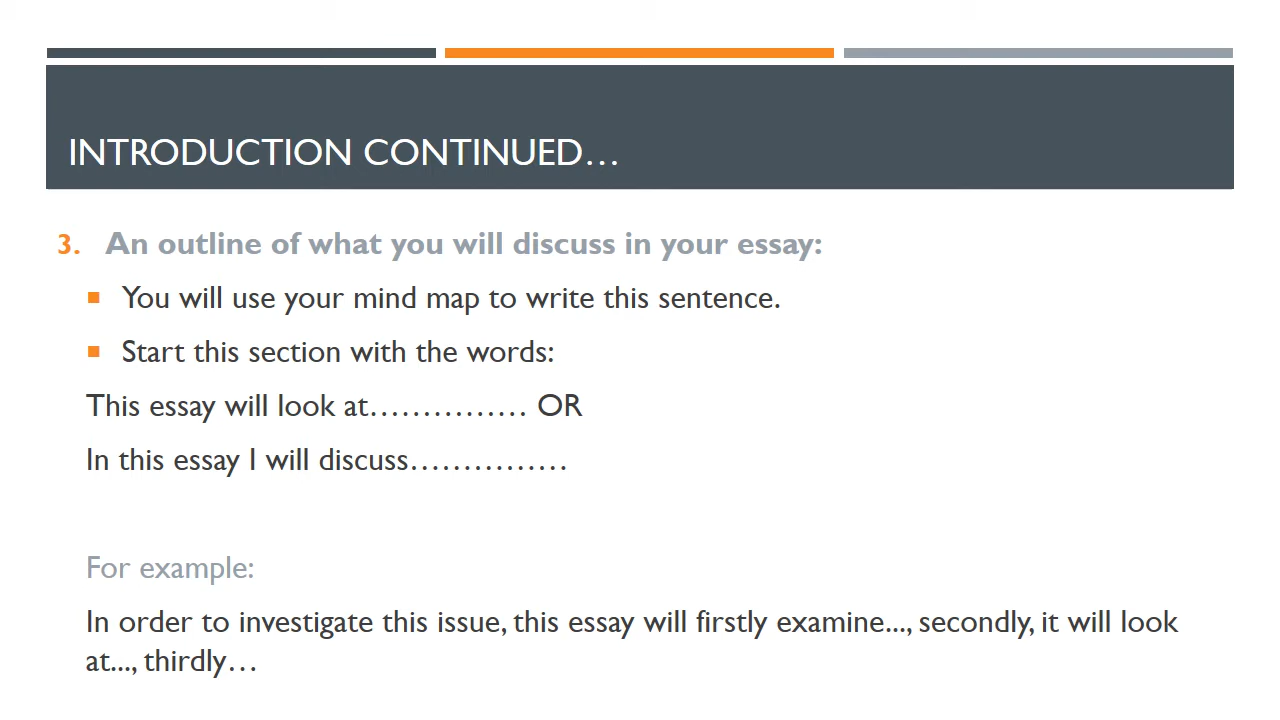 INTRODUCTION CONTINUED…
3. An outline of what you will discuss in your essay:
▪ You will use your mind map to write this sentence.
▪ Start this section with the words:
This essay will look at…………… OR
In this essay I will discuss……………
For example:
In order to investigate this issue, this essay will firstly examine..., secondly, it will look
at..., thirdly…